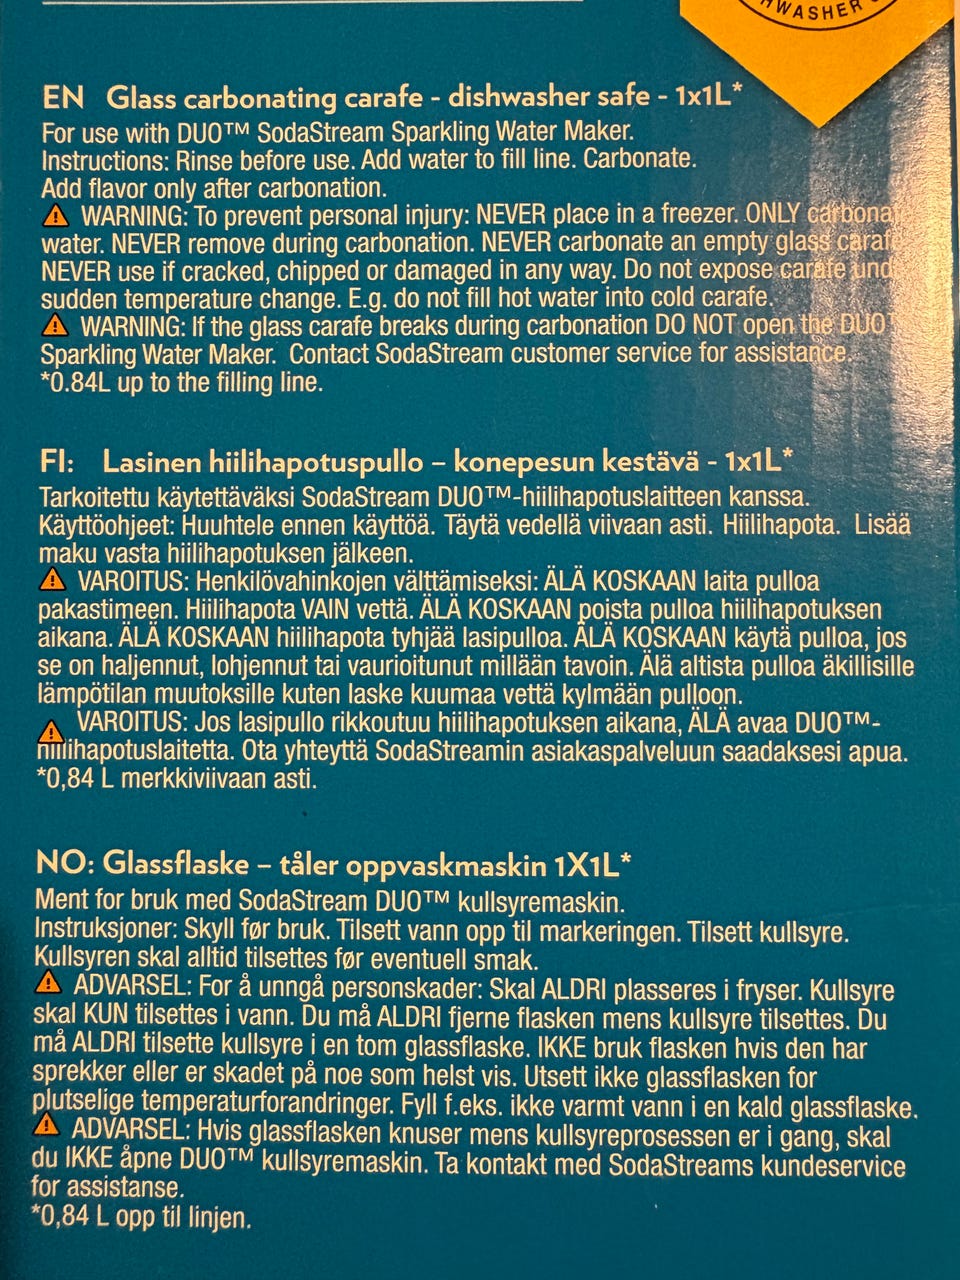 WASHER
EN Glass carbonating carafe - dishwasher safe - 1x1L*
For use with DUO™ SodaStream Sparkling Water Maker.
Instructions: Rinse before use. Add water to fill line. Carbonate.
Add flavor only after carbonation.
WARNING: To prevent personal injury: NEVER place in a freezer. ONLY carbona
water. NEVER remove during carbonation. NEVER carbonate an empty glass carafe
NEVER use if cracked, chipped or damaged in any way. Do not expose carafe und
sudden temperature change. E.g. do not fill hot water into cold carafe.
WARNING: If the glass carafe breaks during carbonation DO NOT open the DUO
Sparkling Water Maker. Contact SodaStream customer service for assistance.
*0.84L up to the filling line.
FI: Lasinen hiilihapotuspullo – konepesun kestävä - 1x1L*
Tarkoitettu käytettäväksi SodaStream DUO™-hiilihapotuslaitteen kanssa.
Käyttöohjeet: Huuhtele ennen käyttöä. Täytä vedellä viivaan asti. Hiilihapota. Lisää
maku vasta hiilihapotuksen jälkeen.
VAROITUS: Henkilövahinkojen välttämiseksi: ÄLÄ KOSKAAN laita pulloa
pakastimeen. Hiilihapota VAIN vettä. ÄLÄ KOSKAAN poista pulloa hiilihapotuksen
aikana. ÄLÄ KOSKAAN hiilihapota tyhjää lasipulloa. ÄLÄ KOSKAAN käytä pulloa, jos
se on haljennut, lohjennut tai vaurioitunut millään tavoin. Älä altista pulloa äkillisille
lämpötilan muutoksille kuten laske kuumaa vettä kylmään pulloon.
VAROITUS: Jos lasipullo rikkoutuu hiilihapotuksen aikana, ÄLÄ avaa DUO™-
hiilihapotuslaitetta. Ota yhteyttä SodaStreamin asiakaspalveluun saadaksesi apua.
*0,84 L merkkiviivaan asti.
NO: Glassflaske – tåler oppvaskmaskin 1X1L*
Ment for bruk med SodaStream DUO™ kullsyremaskin.
Instruksjoner: Skyll før bruk. Tilsett vann opp til markeringen. Tilsett kullsyre.
Kullsyren skal alltid tilsettes før eventuell smak.
ADVARSEL: For å unngå personskader: Skal ALDRI plasseres i fryser. Kullsyre
skal KUN tilsettes i vann. Du må ALDRI fjerne flasken mens kullsyre tilsettes. Du
må ALDRI tilsette kullsyre i en tom glassflaske. IKKE bruk flasken hvis den har
sprekker eller er skadet på noe som helst vis. Utsett ikke glassflasken for
plutselige temperaturforandringer. Fyll f.eks. ikke varmt vann i en kald glassflaske.
ADVARSEL: Hvis glassflasken knuser mens kullsyreprosessen er i gang, skal
du IKKE åpne DUO™ kullsyremaskin. Ta kontakt med SodaStreams kundeservice
for assistanse.
*0,84 L opp til linjen.